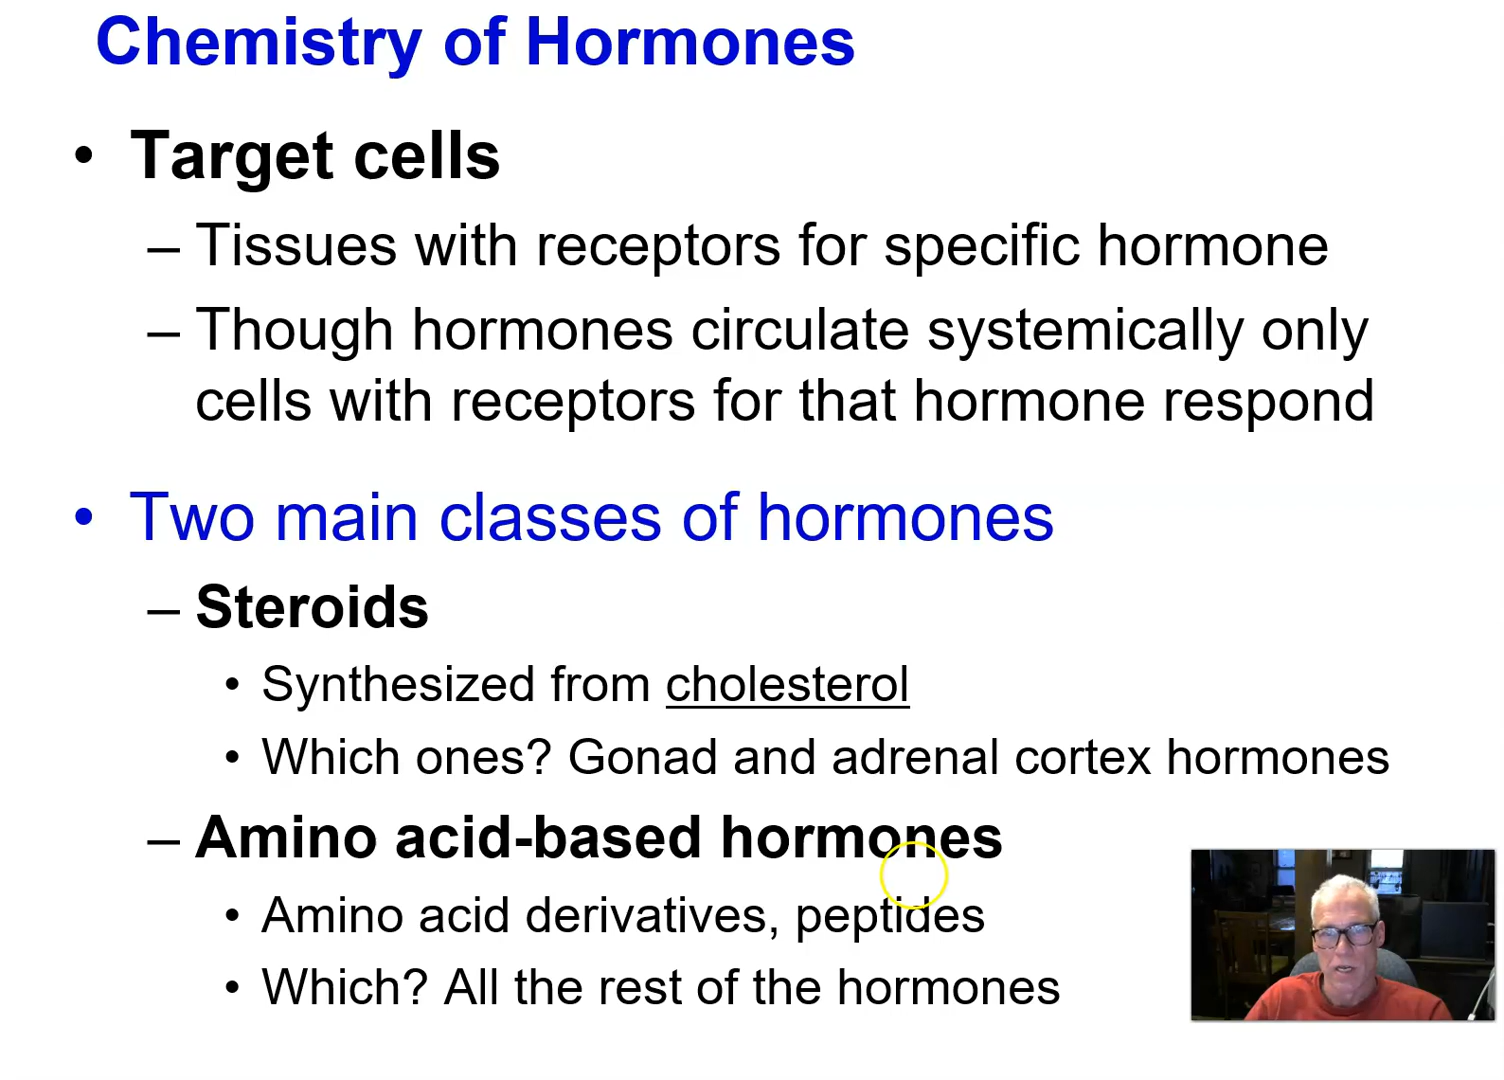 Chemistry of Hormones
• Target cells
– Tissues with receptors for specific hormone
– Though hormones circulate systemically only
cells with receptors for that hormone respond
• Two main classes of hormones
– Steroids
• Synthesized from cholesterol
• Which ones? Gonad and adrenal cortex hormones
– Amino acid-based hormones
• Amino acid derivatives, peptides
• Which? All the rest of the hormones